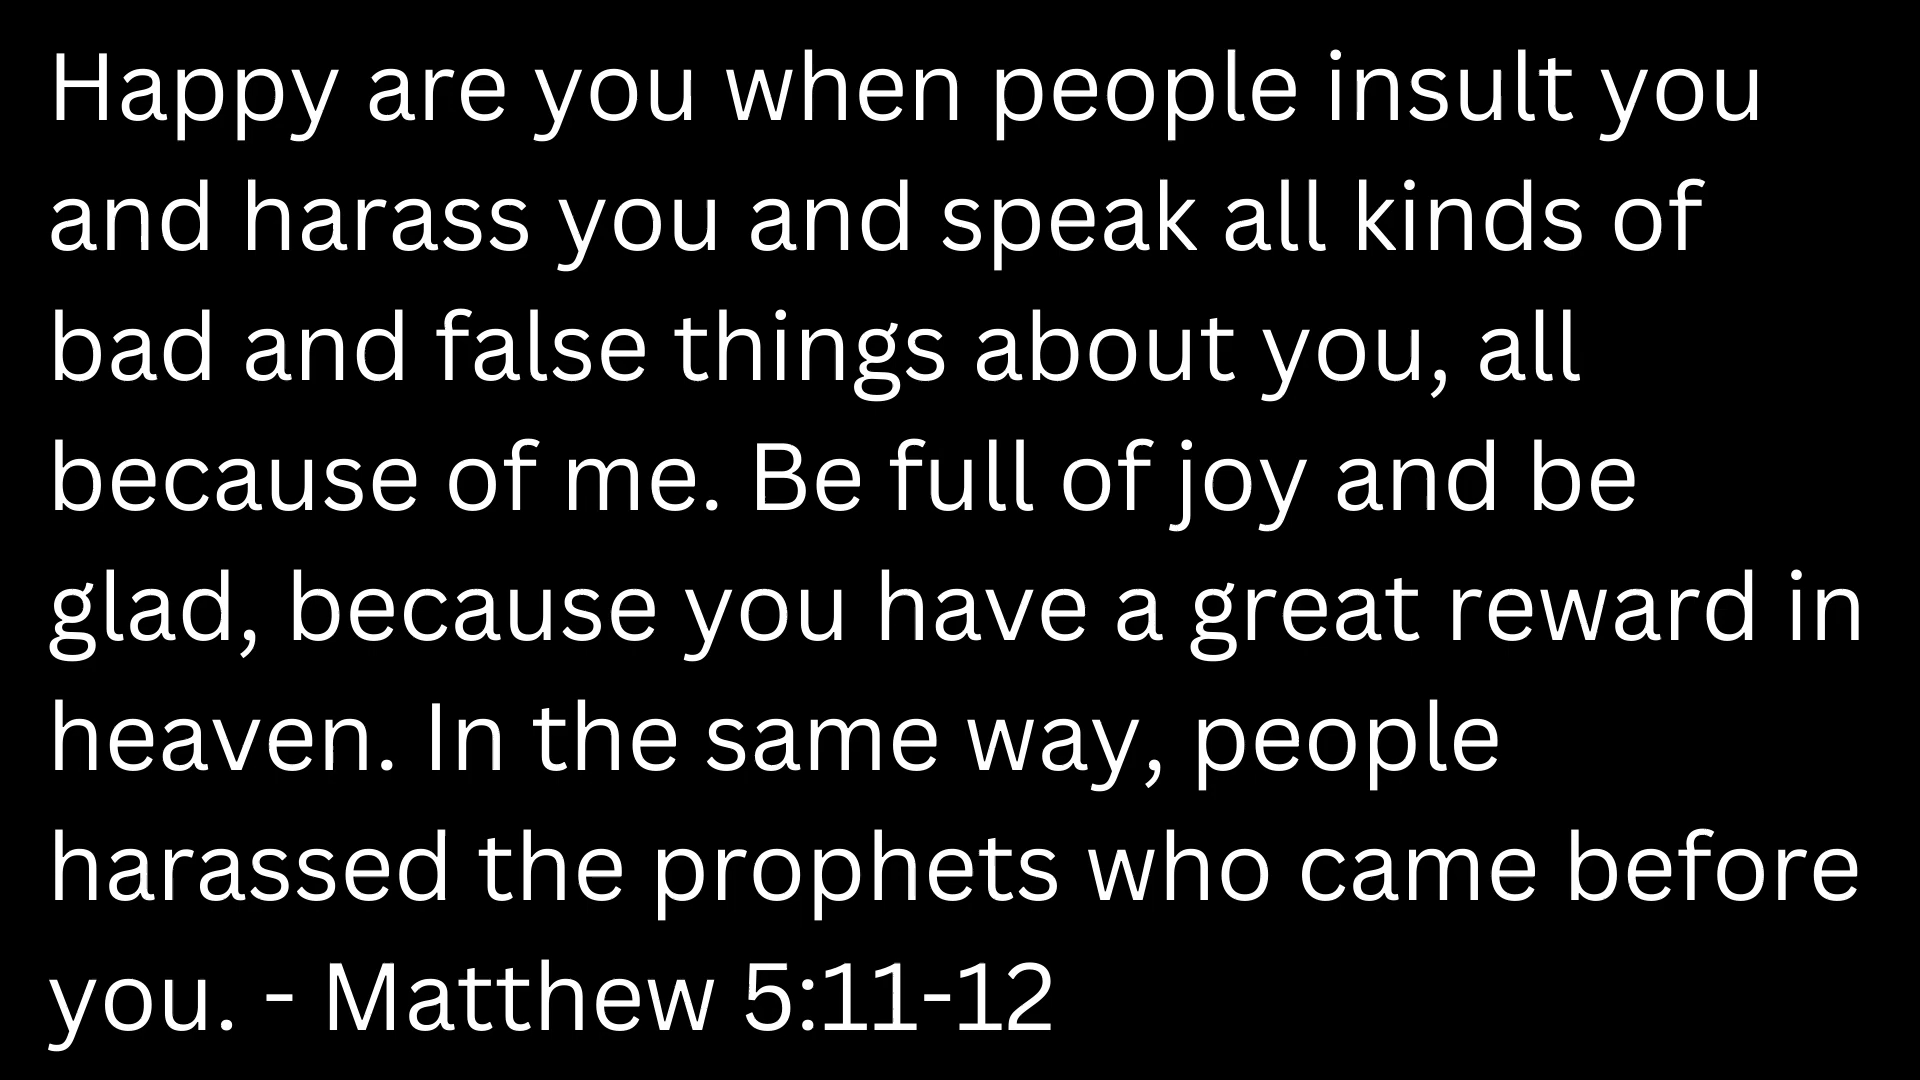 Happy are you when people insult you
and harass you and speak all kinds of
bad and false things about you, all
because of me. Be full of joy and be
glad, because you have a great reward in
heaven. In the same way, people
harassed the prophets who came before
you. - Matthew 5:11-12